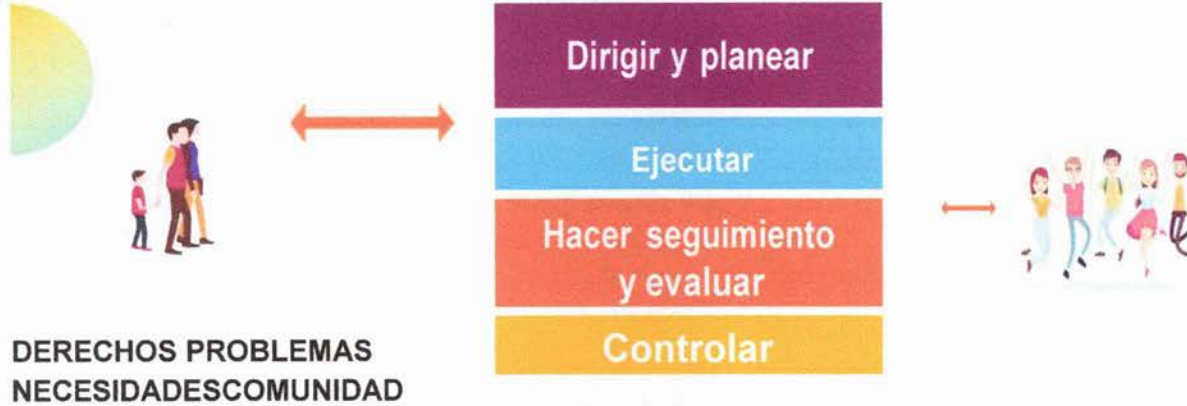 Dirigir y planear
Ejecutar
Hacer seguimiento
y evaluar
Controlar
DERECHOS PROBLEMAS
NECESIDADESCOMUNIDAD